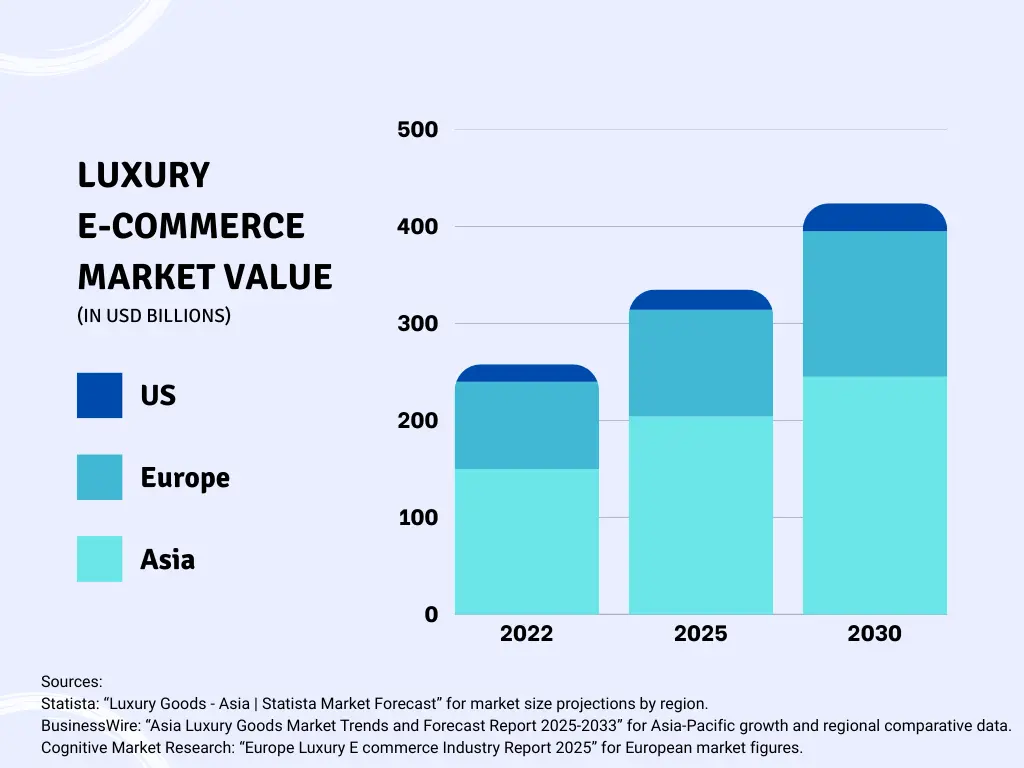 LUXURY
E-COMMERCE
MARKET VALUE
(IN USD BILLIONS)
US
Europe
Asia
500
400
300
200
100
0
2022
2025
2030
Sources:
Statista: “Luxury Goods - Asia | Statista Market Forecast” for market size projections by region.
BusinessWire: “Asia Luxury Goods Market Trends and Forecast Report 2025-2033” for Asia-Pacific growth and regional comparative data.
Cognitive Market Research: “Europe Luxury E commerce Industry Report 2025” for European market figures.